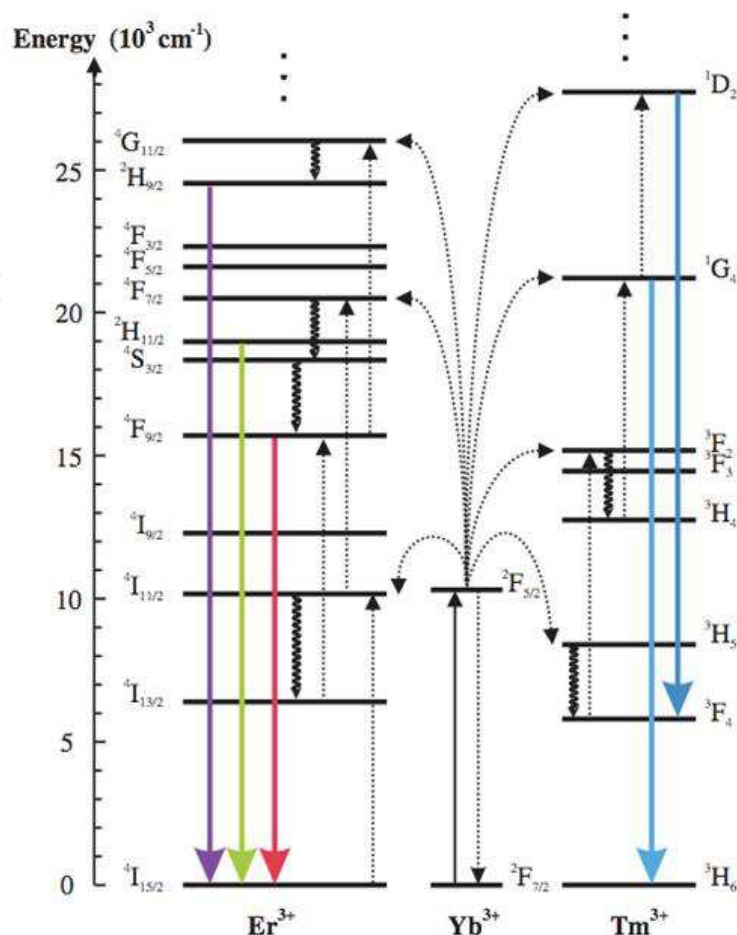 Energy (10³ cm⁻¹)
25
20
15
10
5
0
⁴G₁₁/₂
²H₉/₂
⁴F₃/₂
⁴F₅/₂
⁴F₇/₂
²H₁₁/₂
⁴S₃/₂
⁴F₉/₂
⁴I₉/₂
⁴I₁₁/₂
⁴I₁₃/₂
⁴I₁₅/₂
Er³⁺
²F₅/₂
²F₇/₂
Yb³⁺
¹D₂
¹G₄
³F₂
³F₃
³H₄
³H₅
³F₄
³H₆
Tm³⁺